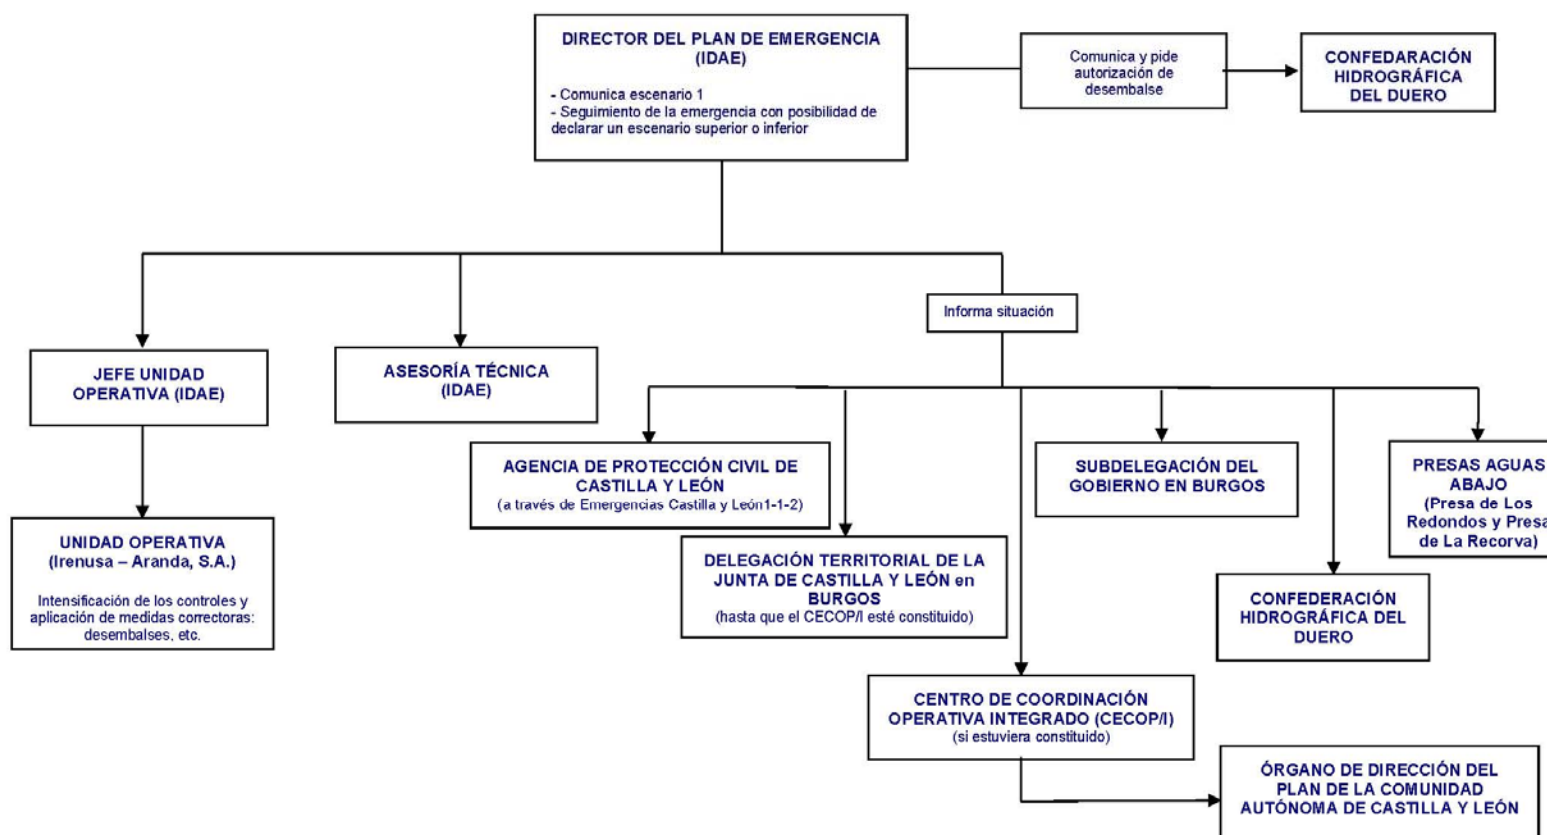 DIRECTOR DEL PLAN DE EMERGENCIA
(IDAE)
- Comunica escenario 1
- Seguimiento de la emergencia con posibilidad de
declarar un escenario superior o inferior
Comunica y pide
autorización de
desembalse
CONFEDARACIÓN
HIDROGRÁFICA
DEL DUERO
Informa situación
JEFE UNIDAD
OPERATIVA (IDAE)
ASESORÍA TÉCNICA
(IDAE)
UNIDAD OPERATIVA
(Irenusa – Aranda, S.A.)
Intensificación de los controles y
aplicación de medidas correctoras:
desembalses, etc.
AGENCIA DE PROTECCIÓN CIVIL DE
CASTILLA Y LEÓN
(a través de Emergencias Castilla y León1-1-2)
DELEGACIÓN TERRITORIAL DE LA
JUNTA DE CASTILLA Y LEÓN en
BURGOS
(hasta que el CECOP/I esté constituido)
SUBDELEGACIÓN DEL
GOBIERNO EN BURGOS
PRESAS AGUAS
ABAJO
(Presa de Los
Redondos y Presa
de La Recorva)
CONFEDERACIÓN
HIDROGRÁFICA DEL
DUERO
CENTRO DE COORDINACIÓN
OPERATIVA INTEGRADO (CECOP/I)
(si estuviera constituido)
ÓRGANO DE DIRECCIÓN DEL
PLAN DE LA COMUNIDAD
AUTÓNOMA DE CASTILLA Y LEÓN